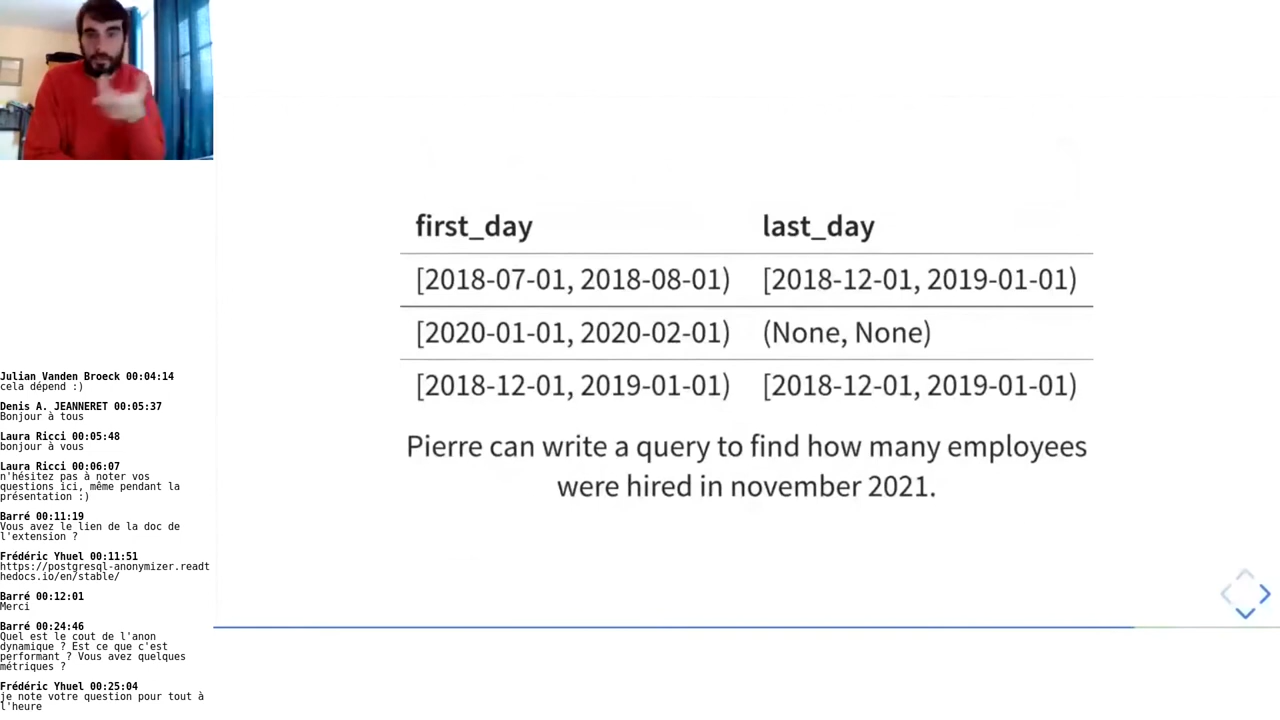 first_day last_day
[2018-07-01, 2018-08-01) [2018-12-01, 2019-01-01)
[2020-01-01, 2020-02-01) (None, None)
[2018-12-01, 2019-01-01) [2018-12-01, 2019-01-01)
Pierre can write a query to find how many employees
were hired in november 2021.
Julian Vanden Broeck 00:04:14
cela dépend :)
Denis A. JEANNERET 00:05:37
Bonjour à tous
Laura Ricci 00:05:48
bonjour à vous
Laura Ricci 00:06:07
n'hésitez pas à noter vos
questions ici, même pendant la
présentation :)
Barré 00:11:19
Vous avez le lien de la doc de
l'extension ?
Frédéric Yhuel 00:11:51
https://postgresql-anonymizer.readt
hedocs.io/en/stable/
Barré 00:12:01
Merci
Barré 00:24:46
Quel est le cout de l'anon
dynamique ? Est ce que c'est
performant ? Vous avez quelques
métriques ?
Frédéric Yhuel 00:25:04
je note votre question pour tout à
l'heure